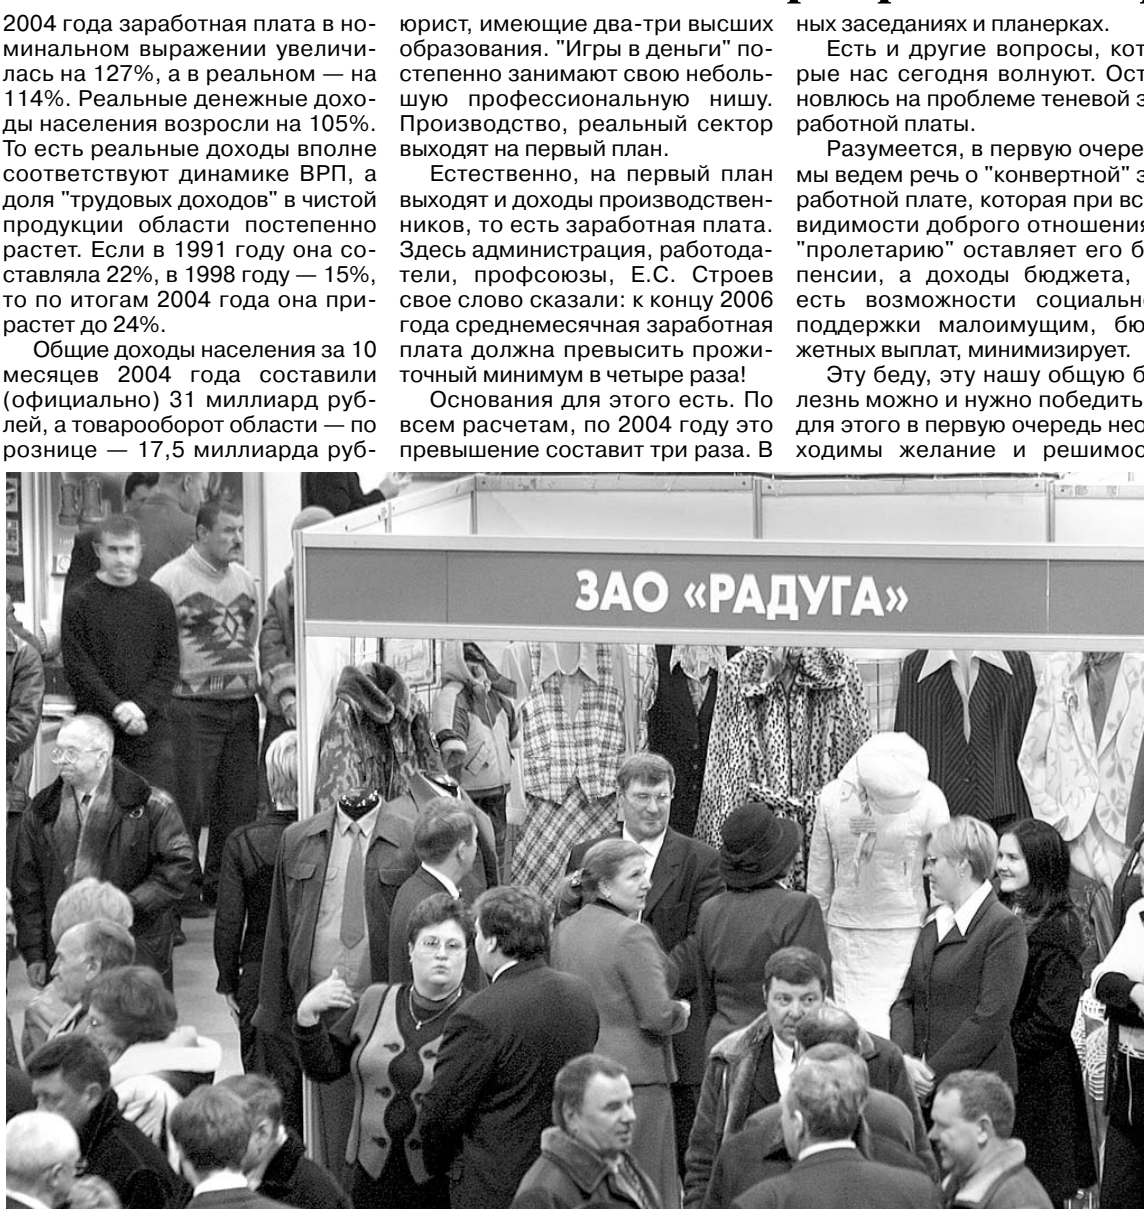 2004 года заработная плата в но-
минальном выражении увеличи-
лась на 127%, а в реальном — на
114%. Реальные денежные дохо-
ды населения возросли на 105%.
То есть реальные доходы вполне
соответствуют динамике ВРП, а
доля "трудовых доходов" в чистой
продукции области постепенно
растет. Если в 1991 году она со-
ставляла 22%, в 1998 году — 15%,
то по итогам 2004 года она при-
растет до 24%.
Общие доходы населения за 10
месяцев 2004 года составили
(официально) 31 миллиард руб-
лей, а товарооборот области — по
рознице — 17,5 миллиарда руб-
юрист, имеющие два-три высших
образования. "Игры в деньги" по-
степенно занимают свою неболь-
шую профессиональную нишу.
Производство, реальный сектор
выходят на первый план.
Естественно, на первый план
выходят и доходы производствен-
ников, то есть заработная плата.
Здесь администрация, работода-
тели, профсоюзы, Е.С. Строев
свое слово сказали: к концу 2006
года среднемесячная заработная
плата должна превысить прожи-
точный минимум в четыре раза!
Основания для этого есть. По
всем расчетам, по 2004 году это
превышение составит три раза. В
ных заседаниях и планерках.
Есть и другие вопросы, кот
рые нас сегодня волнуют. Ост
новлюсь на проблеме теневой з
работной платы.
Разумеется, в первую очере
мы ведем речь о "конвертной" з
работной плате, которая при вс
видимости доброго отношения
"пролетарию" оставляет его б
пенсии, а доходы бюджета,
есть возможности социальн
поддержки малоимущим, бю
жетных выплат, минимизирует.
Эту беду, эту нашу общую б
лезнь можно и нужно победить
для этого в первую очередь нео
ходимы желание и решимос
ЗАО «РАДУГА»